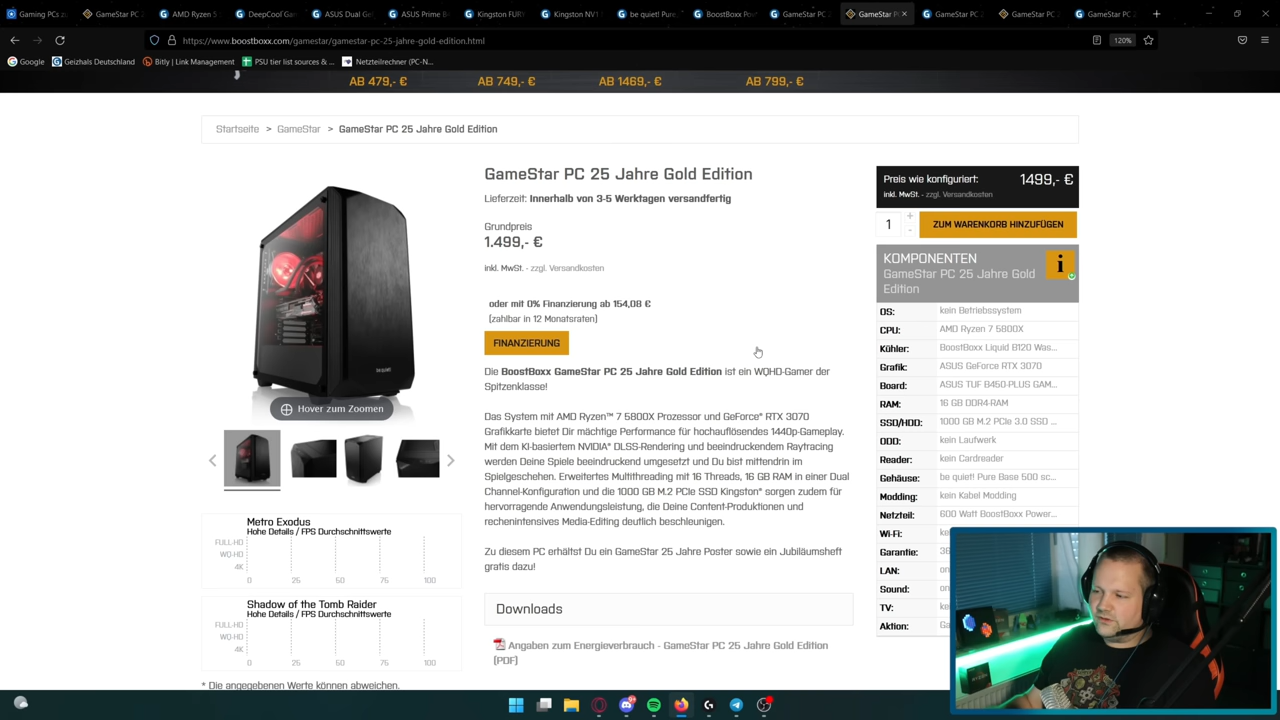 Gaming PCs zu
GameStar PC
AMD Ryzen 5
DeepCool Gam
ASUS Dual Ge
ASUS Prime B
Kingston FUR
Kingston NV1
be quiet! Pure
BoostBoxx Pow
GameStar PC 2
GameStar PC
GameStar PC 2
GameStar PC 2
GameStar PC 2
https://www.boostboxx.com/gamestar/gamestar-pc-25-jahre-gold-edition.html
120%
Google
Geizhals Deutschland
Bitly | Link Management
PSU tier list sources & ...
Netzteilrechner (PC-N...
AB 479,- €
AB 749,- €
AB 1469,- €
AB 799,- €
Startseite > GameStar > GameStar PC 25 Jahre Gold Edition
Hover zum Zoomen
Metro Exodus
Hohe Details / FPS Durchschnittswerte
FULL-HD
WQ-HD
4K
0 25 50 75 100
Shadow of the Tomb Raider
Hohe Details / FPS Durchschnittswerte
FULL-HD
WQ-HD
4K
0 25 50 75 100
* Die angegebenen Werte können abweichen.
GameStar PC 25 Jahre Gold Edition
Lieferzeit: Innerhalb von 3-5 Werktagen versandfertig
Grundpreis
1.499,- €
inkl. MwSt. - zzgl. Versandkosten
oder mit 0% Finanzierung ab 154,08 €
(zahlbar in 12 Monatsraten)
FINANZIERUNG
Die BoostBoxx GameStar PC 25 Jahre Gold Edition ist ein WQHD-Gamer der
Spitzenklasse!
Das System mit AMD Ryzen™ 7 5800X Prozessor und GeForce® RTX 3070
Grafikkarte bietet Dir mächtige Performance für hochauflösendes 1440p-Gameplay.
Mit dem KI-basiertem NVIDIA® DLSS-Rendering und beeindruckendem Raytracing
werden Deine Spiele beeindruckend umgesetzt und Du bist mittendrin im
Spielgeschehen. Erweitertes Multithreading mit 16 Threads, 16 GB RAM in einer Dual
Channel-Konfiguration und die 1000 GB M.2 PCIe SSD Kingston® sorgen zudem für
hervorragende Anwendungsleistung, die Deine Content-Produktionen und
rechenintensives Media-Editing deutlich beschleunigen.
Zu diesem PC erhältst Du ein GameStar 25 Jahre Poster sowie ein Jubiläumsheft
gratis dazu!
Downloads
Angaben zum Energieverbrauch - GameStar PC 25 Jahre Gold Edition
(PDF)
Preis wie konfiguriert: 1499,- €
inkl. MwSt. - zzgl. Versandkosten
1 + - ZUM WARENKORB HINZUFÜGEN
KOMPONENTEN
GameStar PC 25 Jahre Gold
Edition
i
OS: kein Betriebssystem
CPU: AMD Ryzen 7 5800X
Kühler: BoostBoxx Liquid B120 Was...
Grafik: ASUS GeForce RTX 3070
Board: ASUS TUF B450-PLUS GAM...
RAM: 16 GB DDR4-RAM
SSD/HDD: 1000 GB M.2 PCIe 3.0 SSD ...
ODD: kein Laufwerk
Reader: kein Cardreader
Gehäuse: be quiet! Pure Base 500 sc...
Modding: kein Kabel Modding
Netzteil: 600 Watt BoostBoxx Power...
Wi-Fi: ke
Garantie: 36
LAN: on
Sound: on
TV: ke
Aktion: Ga